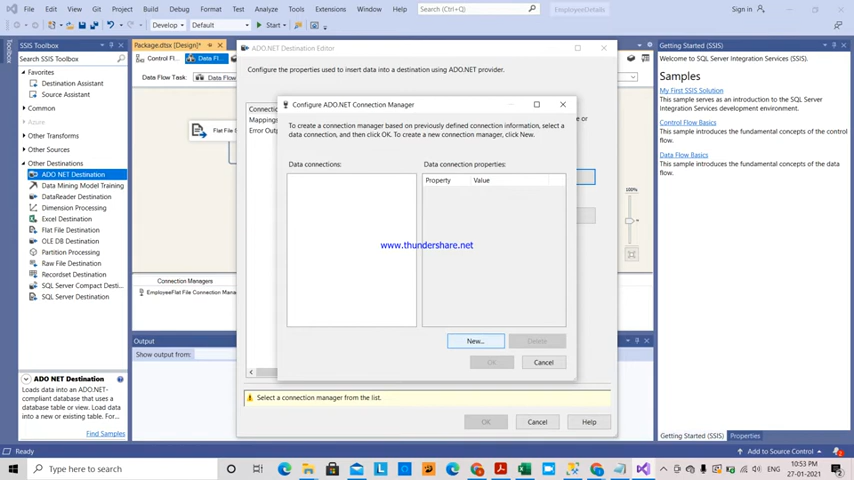 File Edit View Git Project Build Debug Format Test Analyze Tools Extensions Window Help Search (Ctrl+Q) EmployeeDetails Sign in
Develop Default Start
SSIS Toolbox
SSIS Toolbox
Search SSIS Toolbox
Favorites
Destination Assistant
Source Assistant
Common
Azure
Other Transforms
Other Sources
Other Destinations
ADO NET Destination
Data Mining Model Training
DataReader Destination
Dimension Processing
Excel Destination
Flat File Destination
OLE DB Destination
Partition Processing
Raw File Destination
Recordset Destination
SQL Server Compact Desti...
SQL Server Destination
ADO NET Destination
Loads data into an ADO.NET-
compliant database that uses a
database table or view. Load data
into a new or existing table.
Find Samples
Package.dtsx [Design]*
Control Fl...
Data Fl...
Data Flow Task:
Data Flow
Flat File S
Connection Managers
EmployeeFlat File Connection Mana
Output
Show output from:
ADO.NET Destination Editor
Configure the properties used to insert data into a destination using ADO.NET provider.
Connectio
Mappings
Error Outp
e or
Configure ADO.NET Connection Manager
To create a connection manager based on previously defined connection information, select a
data connection, and then click OK. To create a new connection manager, click New.
Data connections:
Data connection properties:
Property Value
www.thundershare.net
New...
Delete
OK
Cancel
Select a connection manager from the list.
OK
Cancel
Help
100%
Getting Started (SSIS)
Welcome to SQL Server Integration Services
development environment.
Samples
My First SSIS Solution
This sample serves as an introduction to the SQL
Server Integration Services
Control Flow Basics
This sample introduces the fundamental concepts of the control
flow.
Data Flow Basics
This sample introduces the fundamental concepts of the data
flow.
Getting Started (SSIS) Properties
Ready
Add to Source Control
2
Type here to search
ENG
10:53 PM
27-01-2021